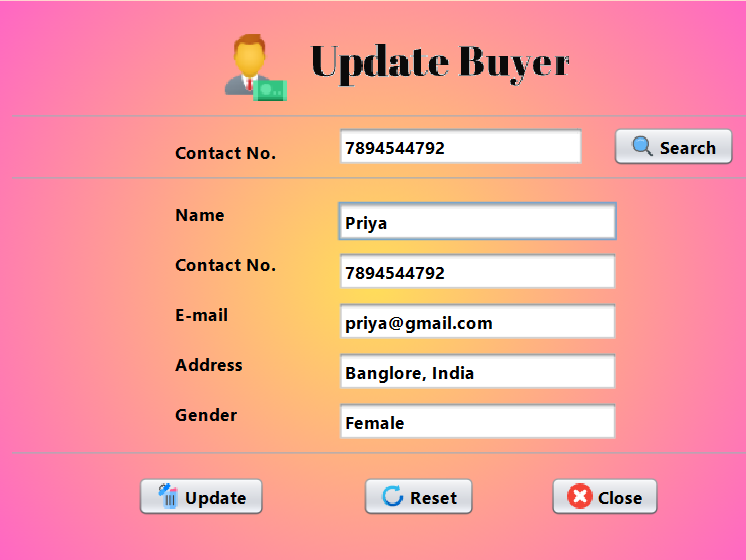 Update Buyer
Contact No. 7894544792 Search
Name Priya
Contact No. 7894544792
E-mail priya@gmail.com
Address Banglore, India
Gender Female
Update Reset Close